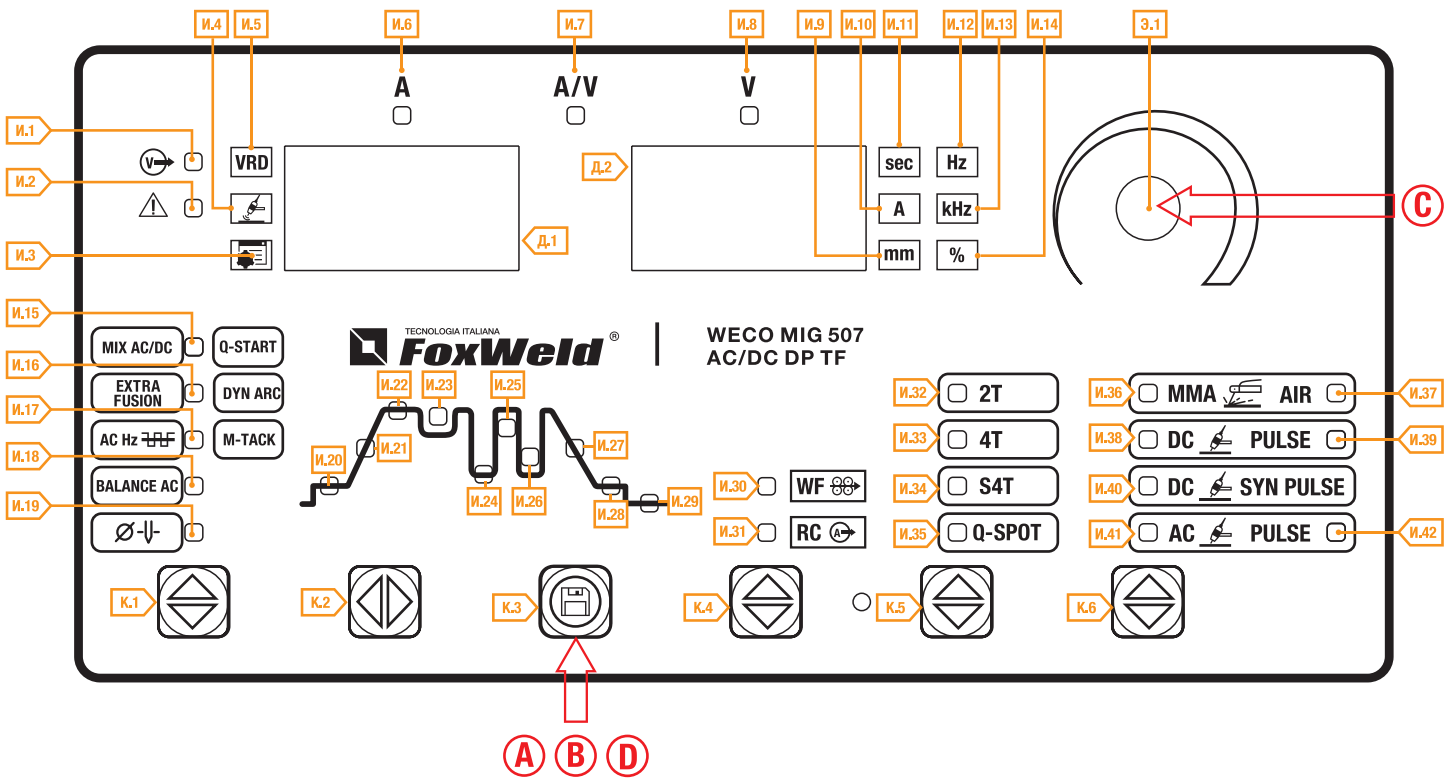 И.4 И.5 И.6 И.7 И.8 И.9 И.10 И.11 И.12 И.13 И.14 Э.1
A A/V V
И.1 V VRD Д.2 sec Hz
И.2 A kHz C
И.3 Д.1 mm %
И.15 MIX AC/DC Q-START
И.16 EXTRA FUSION DYN ARC
И.17 AC Hz M-TACK
И.18 BALANCE AC
И.19 Ø
TECNOLOGIA ITALIANA
FoxWeld ®
WECO MIG 507
AC/DC DP TF
И.22 И.23 И.25
И.20 И.21 И.27
И.24 И.26 И.28 И.29
И.30 WF
И.31 RC A
И.32 2T
И.33 4T
И.34 S4T
И.35 Q-SPOT
И.36 MMA AIR И.37
И.38 DC PULSE И.39
И.40 DC SYN PULSE
И.41 AC PULSE И.42
К.1 К.2 К.3 К.4 К.5 К.6
A B D